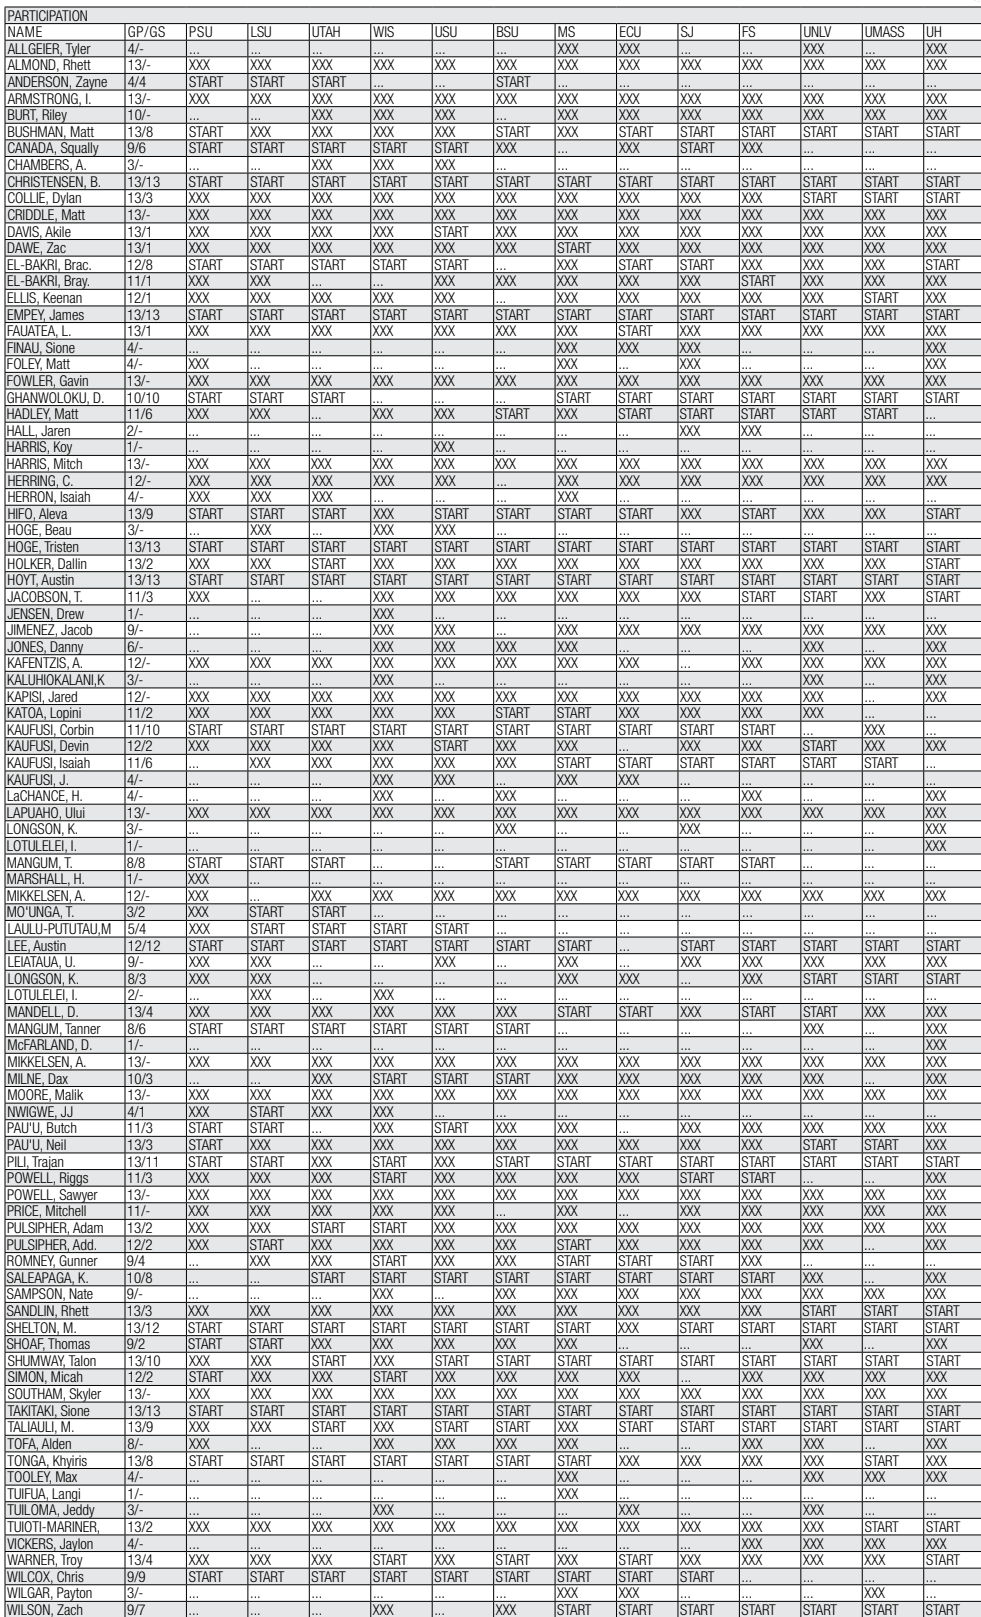 PARTICIPATION
NAME GP/GS PSU LSU UTAH WIS USU BSU MS ECU SJ FS UNLV UMASS UH
ALLGEIER, Tyler 4/- ... ... ... ... ... ... XXX XXX ... ... XXX ... XXX
ALMOND, Rhett 13/- XXX XXX XXX XXX XXX XXX XXX XXX XXX XXX XXX XXX XXX
ANDERSON, Zayne 4/4 START START START ... ... START ... ... ... ... ... ... ...
ARMSTRONG, I. 13/- XXX XXX XXX XXX XXX XXX XXX XXX XXX XXX XXX XXX XXX
BURT, Riley 10/- ... ... XXX XXX XXX ... XXX XXX XXX XXX XXX XXX XXX
BUSHMAN, Matt 13/8 START XXX XXX XXX XXX START XXX START START START START START START
CANADA, Squally 9/6 START START START START START XXX ... XXX START XXX ... ... ...
CHAMBERS, A. 3/- ... ... XXX XXX XXX ... ... ... ... ... ... ... ...
CHRISTENSEN, B. 13/13 START START START START START START START START START START START START START
COLLIE, Dylan 13/3 XXX XXX XXX XXX XXX XXX XXX XXX XXX XXX START START START
CRIDDLE, Matt 13/- XXX XXX XXX XXX XXX XXX XXX XXX XXX XXX XXX XXX XXX
DAVIS, Akile 13/1 XXX XXX XXX XXX START XXX XXX XXX XXX XXX XXX XXX XXX
DAWE, Zac 13/1 XXX XXX XXX XXX XXX XXX START XXX XXX XXX XXX XXX XXX
EL-BAKRI, Brac. 12/8 START START START START START ... XXX START START XXX XXX XXX START
EL-BAKRI, Bray. 11/1 XXX XXX ... ... XXX XXX XXX XXX XXX START XXX XXX XXX
ELLIS, Keenan 12/1 XXX XXX XXX XXX XXX ... XXX XXX XXX XXX XXX START XXX
EMPEY, James 13/13 START START START START START START START START START START START START START
FAUATEA, L. 13/1 XXX XXX XXX XXX XXX XXX XXX START XXX XXX XXX XXX XXX
FINAU, Sione 4/- ... ... ... ... ... ... XXX XXX XXX ... ... ... XXX
FOLEY, Matt 4/- XXX ... ... ... ... ... XXX ... XXX ... ... ... XXX
FOWLER, Gavin 13/- XXX XXX XXX XXX XXX XXX XXX XXX XXX XXX XXX XXX XXX
GHANWOLOKU, D. 10/10 START START START ... ... ... START START START START START START START
HADLEY, Matt 11/6 XXX XXX ... XXX XXX START XXX START START START START START ...
HALL, Jaren 2/- ... ... ... ... ... ... ... ... XXX XXX ... ... ...
HARRIS, Koy 1/- ... ... ... ... XXX ... ... ... ... ... ... ... ...
HARRIS, Mitch 13/- XXX XXX XXX XXX XXX XXX XXX XXX XXX XXX XXX XXX XXX
HERRING, C. 12/- XXX XXX XXX XXX XXX ... XXX XXX XXX XXX XXX XXX XXX
HERRON, Isaiah 4/- XXX XXX XXX ... ... ... XXX ... ... ... ... ... ...
HIFO, Aleva 13/9 START START START XXX START START START START XXX START XXX XXX START
HOGE, Beau 3/- ... XXX ... XXX XXX ... ... ... ... ... ... ... ...
HOGE, Tristen 13/13 START START START START START START START START START START START START START
HOLKER, Dallin 13/2 XXX XXX START XXX XXX XXX XXX XXX XXX XXX XXX XXX START
HOYT, Austin 13/13 START START START START START START START START START START START START START
JACOBSON, T. 11/3 XXX ... ... XXX XXX XXX XXX XXX XXX START START XXX START
JENSEN, Drew 1/- ... ... ... XXX ... ... ... ... ... ... ... ... ...
JIMENEZ, Jacob 9/- ... ... ... XXX XXX ... XXX XXX XXX XXX XXX XXX XXX
JONES, Danny 6/- ... ... ... XXX XXX XXX XXX ... ... ... XXX ... XXX
KAFENTZIS, A. 12/- XXX XXX XXX XXX XXX XXX XXX XXX ... XXX XXX XXX XXX
KALUHIOKALANI,K 3/- ... ... ... XXX ... ... ... ... ... ... XXX ... XXX
KAPISI, Jared 12/- XXX XXX XXX XXX XXX XXX XXX XXX XXX XXX XXX ... XXX
KATOA, Lopini 11/2 XXX XXX XXX XXX XXX START START XXX XXX XXX XXX ... ...
KAUFUSI, Corbin 11/10 START START START START START START START START START START ... XXX ...
KAUFUSI, Devin 12/2 XXX XXX XXX XXX START XXX XXX ... XXX XXX START XXX XXX
KAUFUSI, Isaiah 11/6 ... XXX XXX XXX XXX XXX START START START START START START ...
KAUFUSI, J. 4/- ... ... ... XXX XXX ... XXX XXX ... ... ... ... ...
LaCHANCE, H. 4/- ... ... ... XXX ... XXX ... ... ... XXX ... ... XXX
LAPUAHO, Ului 13/- XXX XXX XXX XXX XXX XXX XXX XXX XXX XXX XXX XXX XXX
LONGSON, K. 3/- ... ... ... ... ... XXX ... ... XXX ... ... ... XXX
LOTULELEI, I. 1/- ... ... ... ... ... ... ... ... ... ... ... ... XXX
MANGUM, T. 8/8 START START START ... ... START START START START START ... ... ...
MARSHALL, H. 1/- XXX ... ... ... ... ... ... ... ... ... ... ... ...
MIKKELSEN, A. 12/- XXX ... XXX XXX XXX XXX XXX XXX XXX XXX XXX XXX XXX
MO'UNGA, T. 3/2 XXX START START ... ... ... ... ... ... ... ... ... ...
LAULU-PUTUTAU,M 5/4 XXX START START START START ... ... ... ... ... ... ... ...
LEE, Austin 12/12 START START START START START START START ... START START START START START
LEIATAUA, U. 9/- XXX XXX ... ... XXX ... XXX ... XXX XXX XXX XXX XXX
LONGSON, K. 8/3 XXX XXX ... ... ... ... XXX XXX ... XXX START START START
LOTULELEI, I. 2/- ... XXX ... XXX ... ... ... ... ... ... ... ... ...
MANDELL, D. 13/4 XXX XXX XXX XXX XXX XXX START START XXX START START XXX XXX
MANGUM, Tanner 8/6 START START START START START START ... ... ... ... XXX ... XXX
McFARLAND, D. 1/- ... ... ... ... ... ... ... ... ... ... ... ... XXX
MIKKELSEN, A. 13/- XXX XXX XXX XXX XXX XXX XXX XXX XXX XXX XXX XXX XXX
MILNE, Dax 10/3 ... ... XXX START START START XXX XXX XXX XXX XXX ... XXX
MOORE, Malik 13/- XXX XXX XXX XXX XXX XXX XXX XXX XXX XXX XXX XXX XXX
NWIGWE, JJ 4/1 XXX START XXX XXX ... ... ... ... ... ... ... ... ...
PAU'U, Butch 11/3 START START ... XXX START XXX XXX ... XXX XXX XXX XXX XXX
PAU'U, Neil 13/3 START XXX XXX XXX XXX XXX XXX XXX XXX XXX START START XXX
PILI, Trajan 13/11 START START XXX START XXX START START START START START START START START
POWELL, Riggs 11/3 XXX XXX XXX START XXX XXX XXX XXX START START ... ... XXX
POWELL, Sawyer 13/- XXX XXX XXX XXX XXX XXX XXX XXX XXX XXX XXX XXX XXX
PRICE, Mitchell 11/- XXX XXX XXX XXX XXX ... XXX ... XXX XXX XXX XXX XXX
PULSIPHER, Adam 13/2 XXX XXX START START XXX XXX XXX XXX XXX XXX XXX XXX XXX
PULSIPHER, Add. 12/2 XXX START XXX XXX XXX XXX START XXX XXX XXX XXX ... XXX
ROMNEY, Gunner 9/4 ... XXX XXX START XXX XXX START START START XXX ... ... ...
SALEAPAGA, K. 10/8 ... ... START START START START START START START START XXX ... XXX
SAMPSON, Nate 9/- ... ... ... XXX ... XXX XXX XXX XXX XXX XXX XXX XXX
SANDLIN, Rhett 13/3 XXX XXX XXX XXX XXX XXX XXX XXX XXX XXX START START START
SHELTON, M. 13/12 START START START START START START START XXX START START START START START
SHOAF, Thomas 9/2 START START XXX XXX XXX XXX XXX ... ... ... XXX ... XXX
SHUMWAY, Talon 13/10 XXX XXX START XXX START START START START START START START START START
SIMON, Micah 12/2 START XXX XXX START XXX XXX XXX XXX ... XXX XXX XXX XXX
SOUTHAM, Skyler 13/- XXX XXX XXX XXX XXX XXX XXX XXX XXX XXX XXX XXX XXX
TAKITAKI, Sione 13/13 START START START START START START START START START START START START START
TALIAULI, M. 13/9 XXX XXX START XXX START START XXX START START START START START START
TOFA, Alden 8/- XXX ... ... XXX XXX XXX XXX ... ... XXX XXX ... XXX
TONGA, Khyiris 13/8 START START START START START START START XXX XXX XXX XXX START XXX
TOOLEY, Max 4/- ... ... ... ... ... ... XXX ... ... ... XXX XXX XXX
TUIFUA, Langi 1/- ... ... ... ... ... ... XXX ... ... ... ... ... ...
TUILOMA, Jeddy 3/- ... ... ... XXX ... ... ... XXX ... ... XXX ... ...
TUIOTI-MARINER, 13/2 XXX XXX XXX XXX XXX XXX XXX XXX XXX XXX XXX START START
VICKERS, Jaylon 4/- ... ... ... ... ... ... ... ... ... XXX XXX XXX XXX
WARNER, Troy 13/4 XXX XXX XXX START XXX START XXX START XXX XXX XXX XXX START
WILCOX, Chris 9/9 START START START START START START START START START ... ... ... ...
WILGAR, Payton 3/- ... ... ... ... ... ... XXX XXX ... ... ... XXX ...
WILSON, Zach 9/7 ... ... ... XXX ... XXX START START START START START START START